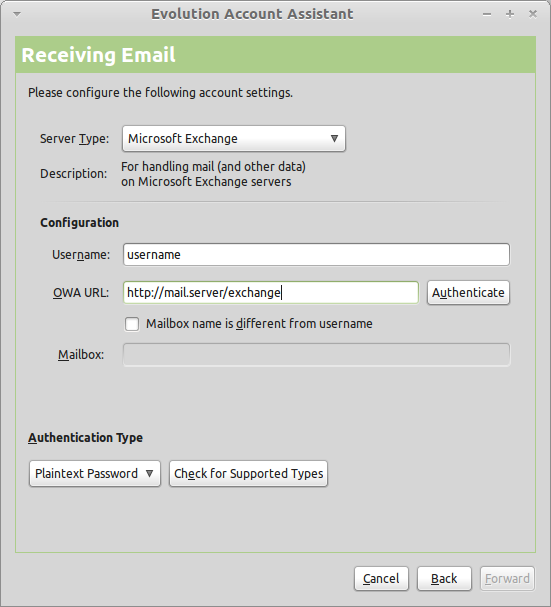 Evolution Account Assistant
Receiving Email
Please configure the following account settings.
Server Type: Microsoft Exchange
Description: For handling mail (and other data)
on Microsoft Exchange servers
Configuration
Username: username
OWA URL: http://mail.server/exchange Authenticate
Mailbox name is different from username
Mailbox:
Authentication Type
Plaintext Password Check for Supported Types
Cancel Back Forward